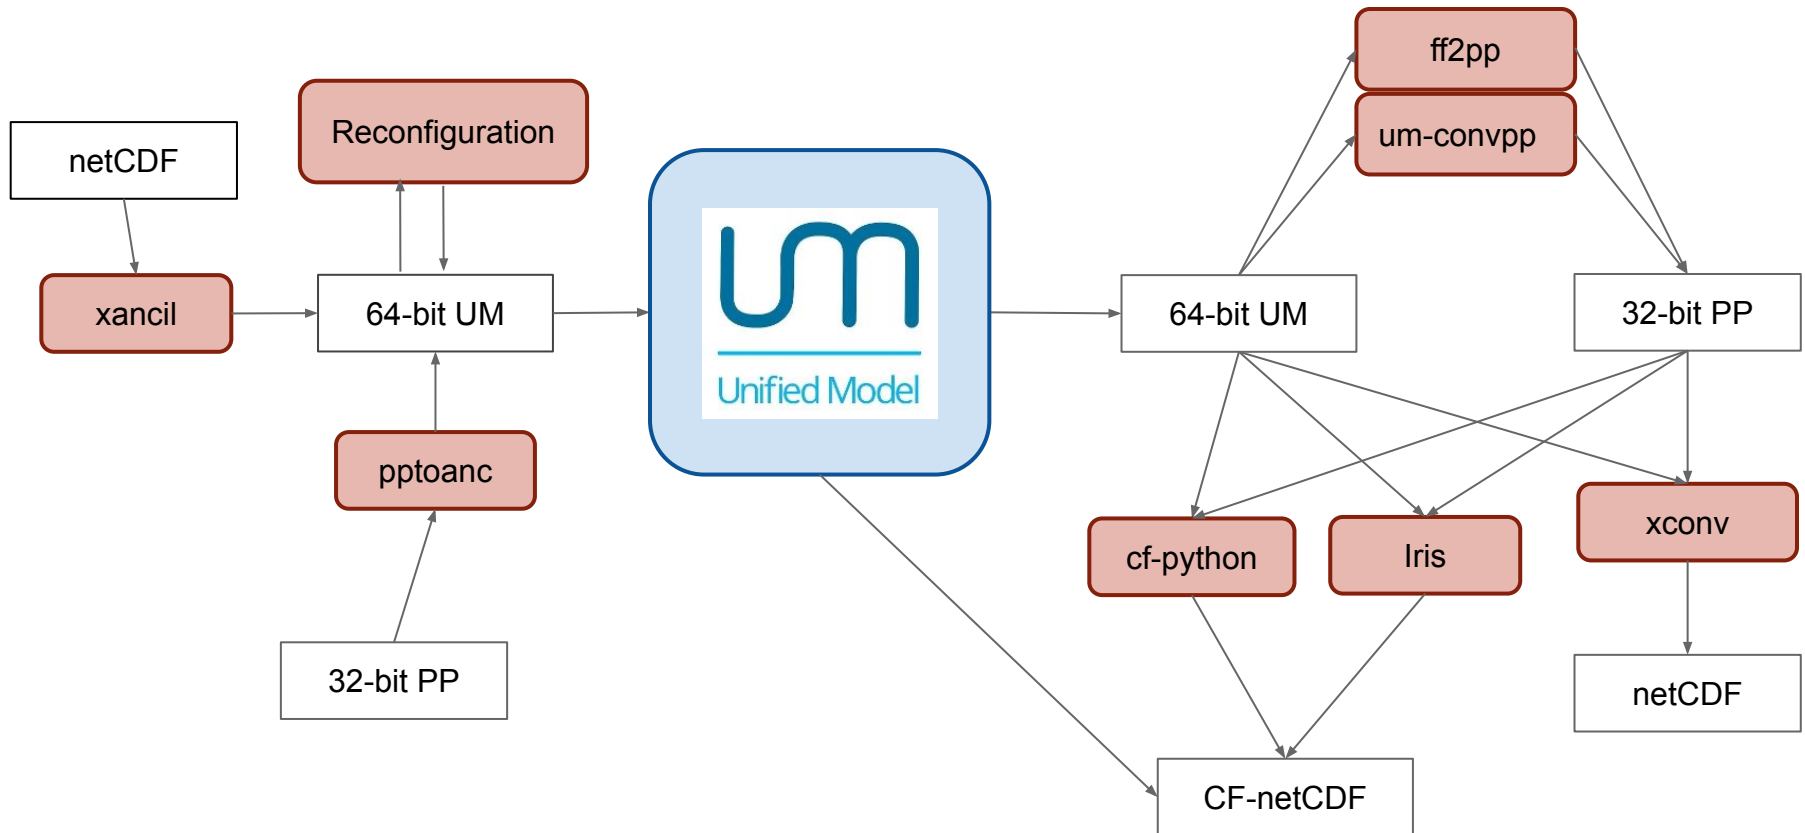 ff2pp
um-convpp
Reconfiguration
netCDF
xancil
64-bit UM
um
Unified Model
64-bit UM
32-bit PP
pptoanc
cf-python
Iris
xconv
32-bit PP
netCDF
CF-netCDF